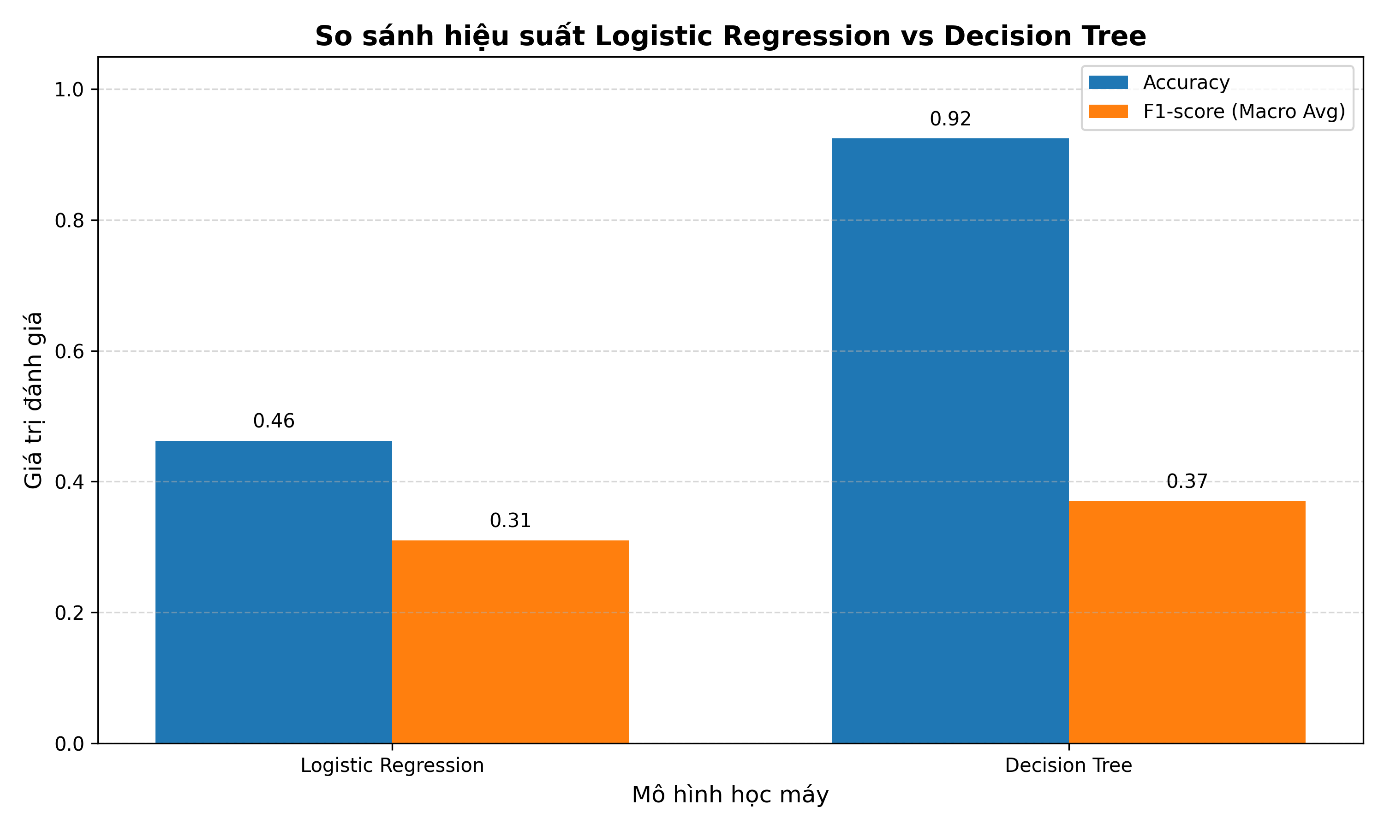 So sánh hiệu suất Logistic Regression vs Decision Tree
Accuracy
F1-score (Macro Avg)
Giá trị đánh giá
1.0
0.8
0.6
0.4
0.2
0.0
0.46
0.31
0.92
0.37
Logistic Regression
Decision Tree
Mô hình học máy